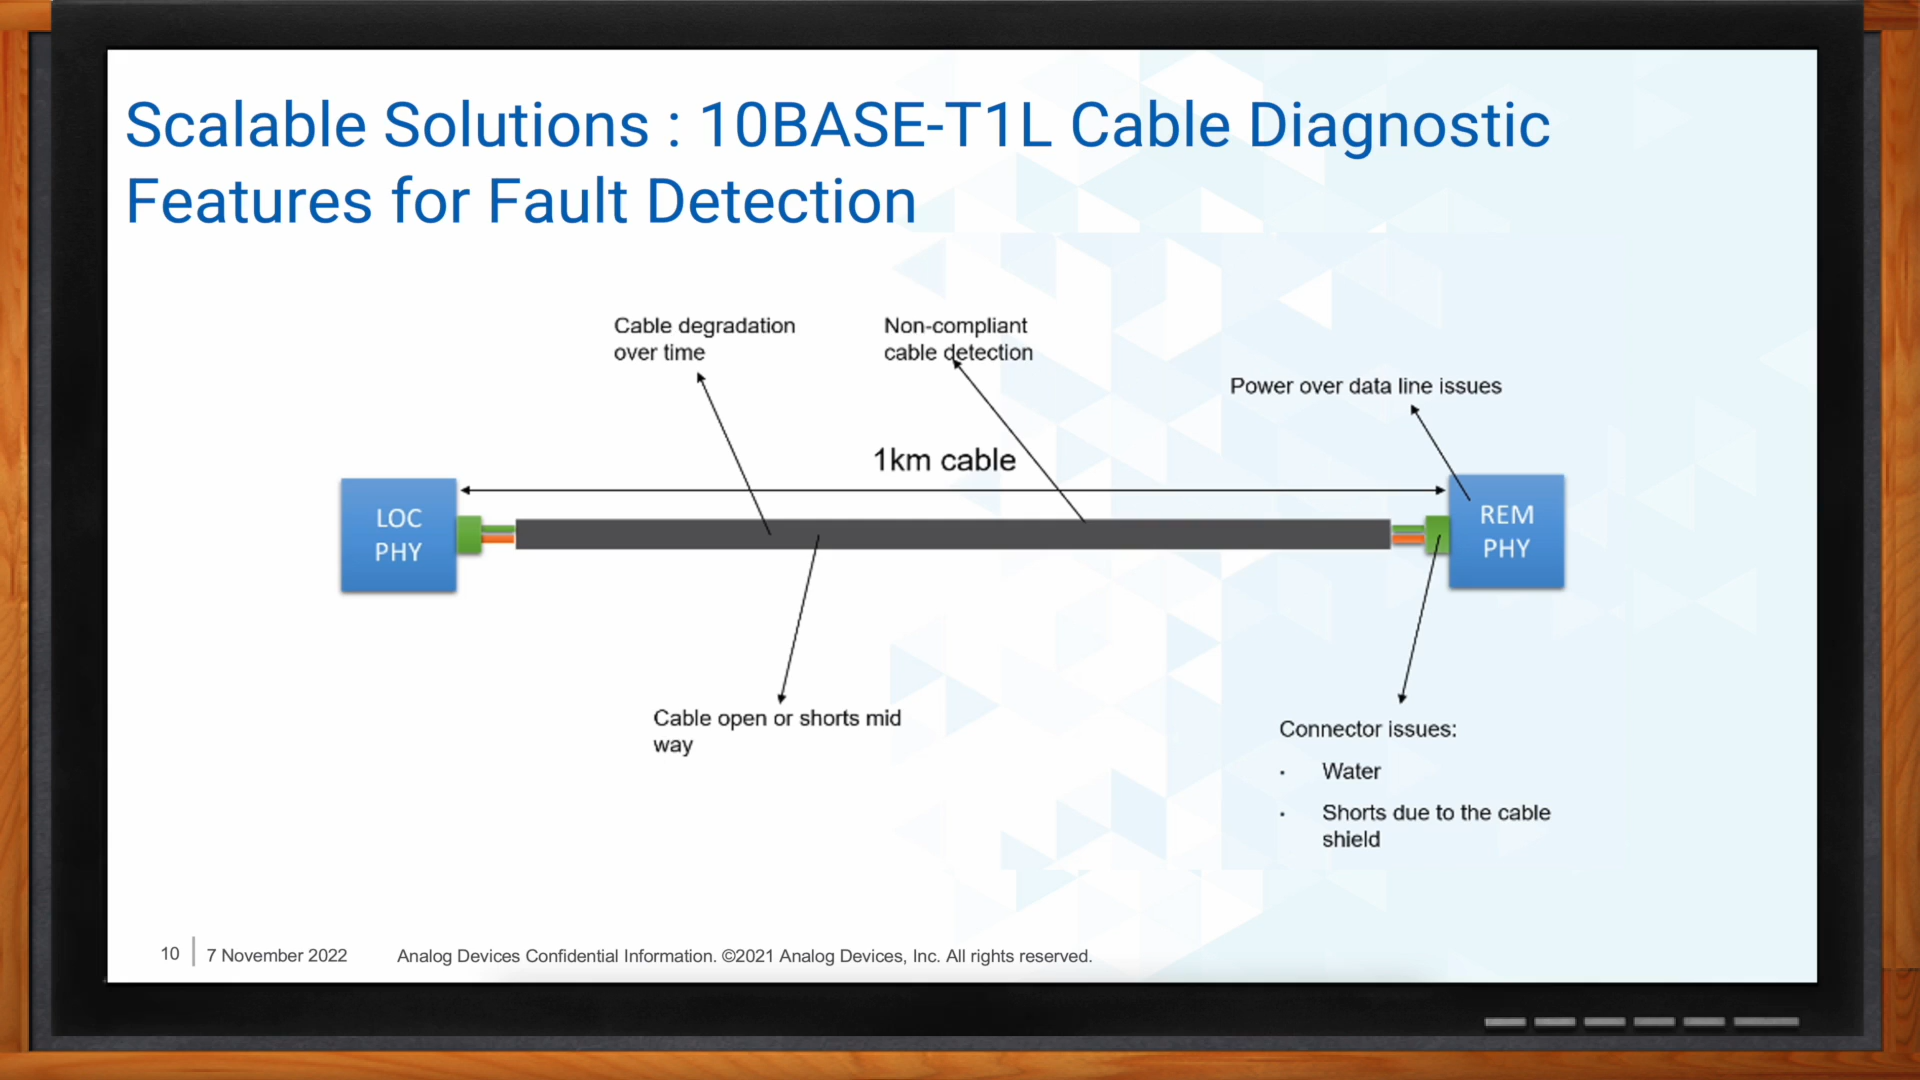 Scalable Solutions : 10BASE-T1L Cable Diagnostic
Features for Fault Detection
Cable degradation
over time
Non-compliant
cable detection
Power over data line issues
1km cable
LOC
PHY
REM
PHY
Cable open or shorts mid
way
Connector issues:
· Water
· Shorts due to the cable
shield
10 7 November 2022 Analog Devices Confidential Information. ©2021 Analog Devices, Inc. All rights reserved.